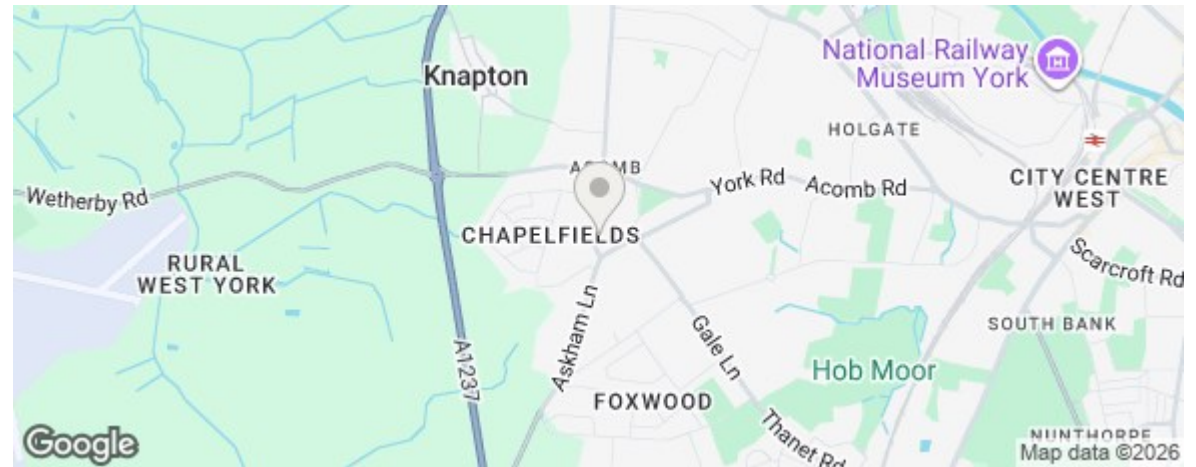 National Railway
Museum York
Knapton
HOLGATE
ACOMB
Wetherby Rd
York Rd
Acomb Rd
CITY CENTRE
WEST
CHAPELFIELDS
RURAL
WEST YORK
Scarcroft Rd
Askham Ln
A1237
Gale Ln
SOUTH BANK
Hob Moor
FOXWOOD
Thanet Rd
NUNTHORPE
Google
Map data ©2026